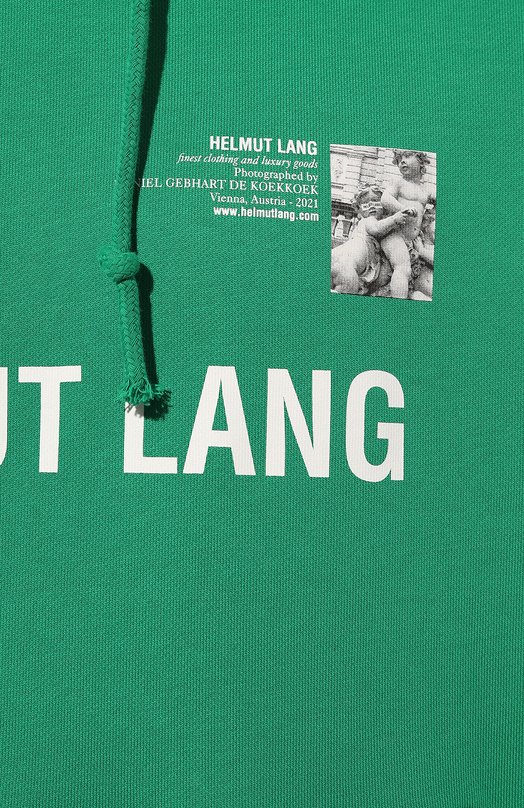 HELMUT LANG
finest clothing and luxury goods
Photographed by
NIEL GEBHART DE KOEKKOEK
Vienna, Austria - 2021
www.helmutlang.com
UT LANG